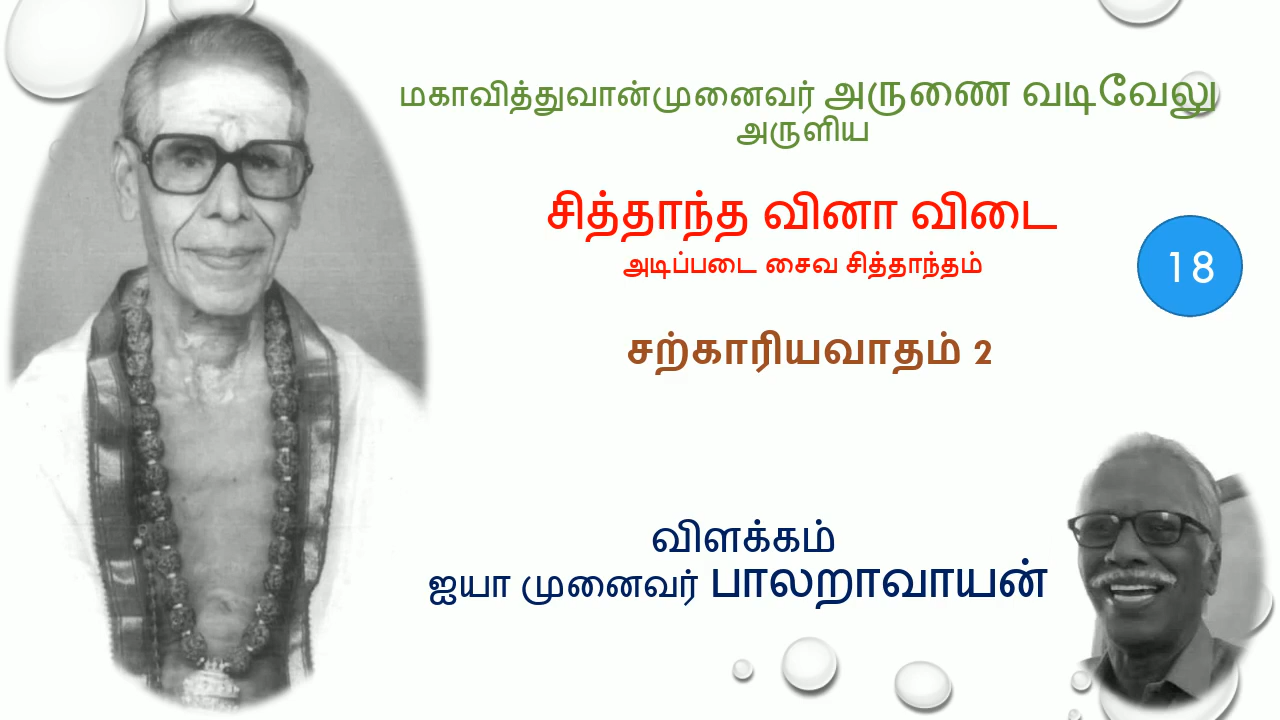 மகாவித்துவான்முனைவர் அருணை வடிவேலு
அருளிய
சித்தாந்த வினா விடை
அடிப்படை சைவ சித்தாந்தம்
18
சற்காரியவாதம் 2
விளக்கம்
ஐயா முனைவர் பாலறாவாயன்